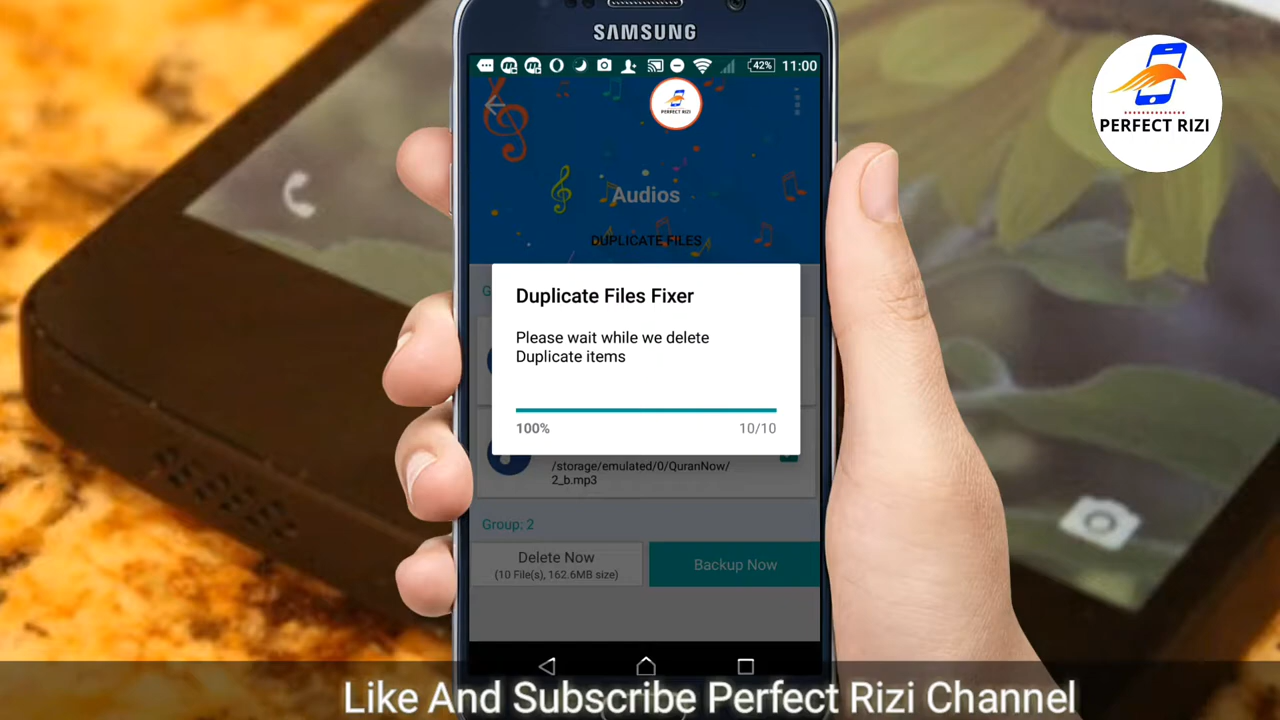 SAMSUNG
42% 11:00
PERFECT RIZI
PERFECT RIZI
Audios
DUPLICATE FILES
G
Duplicate Files Fixer
Please wait while we delete
Duplicate items
100% 10/10
/storage/emulated/0/QuranNow/
2_b.mp3
Group: 2
Delete Now
(10 File(s), 162.6MB size)
Backup Now
Like And Subscribe Perfect Rizi Channel